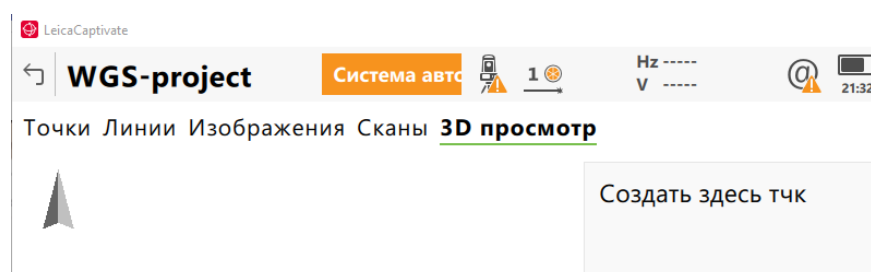 LeicaCaptivate
WGS-project Система авто 1 Hz ----- V ----- @ 21:32
Точки Линии Изображения Сканы 3D просмотр
Создать здесь тчк